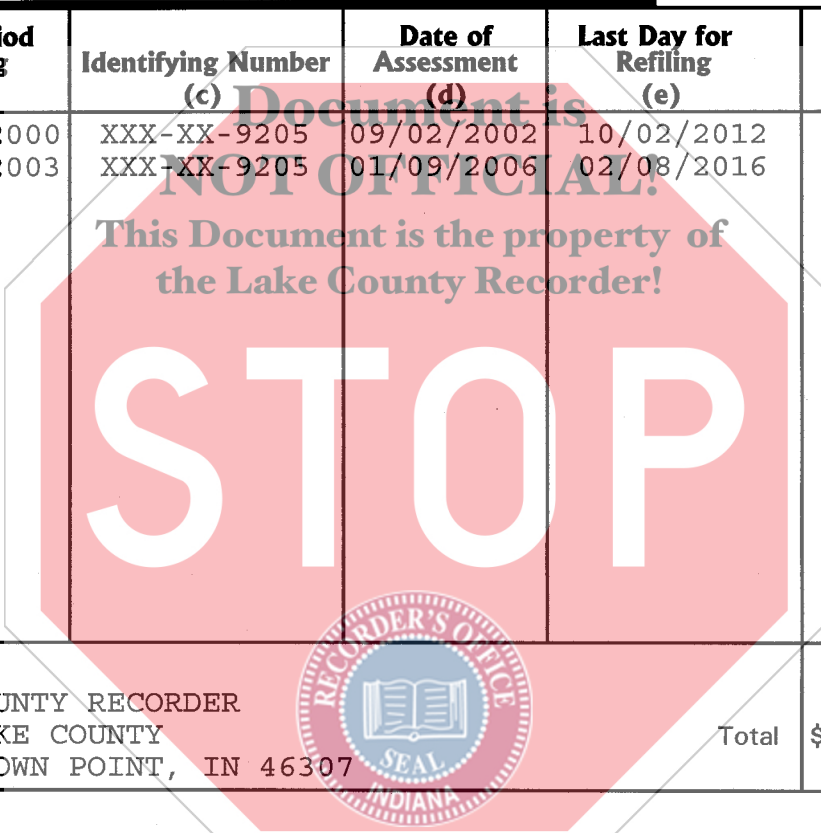 iod Identifying Number Date of Last Day for
g (c) Assessment Refiling
(d) (e)
000 XXX-XX-9205 09/02/2002 10/02/2012
003 XXX-XX-9205 01/09/2006 02/08/2016
Document is
NOT OFFICIAL!
This Document is the property of
the Lake County Recorder!
STOP
RECORDER'S OFFICE
SEAL
INDIANA
UNTY RECORDER
KE COUNTY Total $
OWN POINT, IN 46307